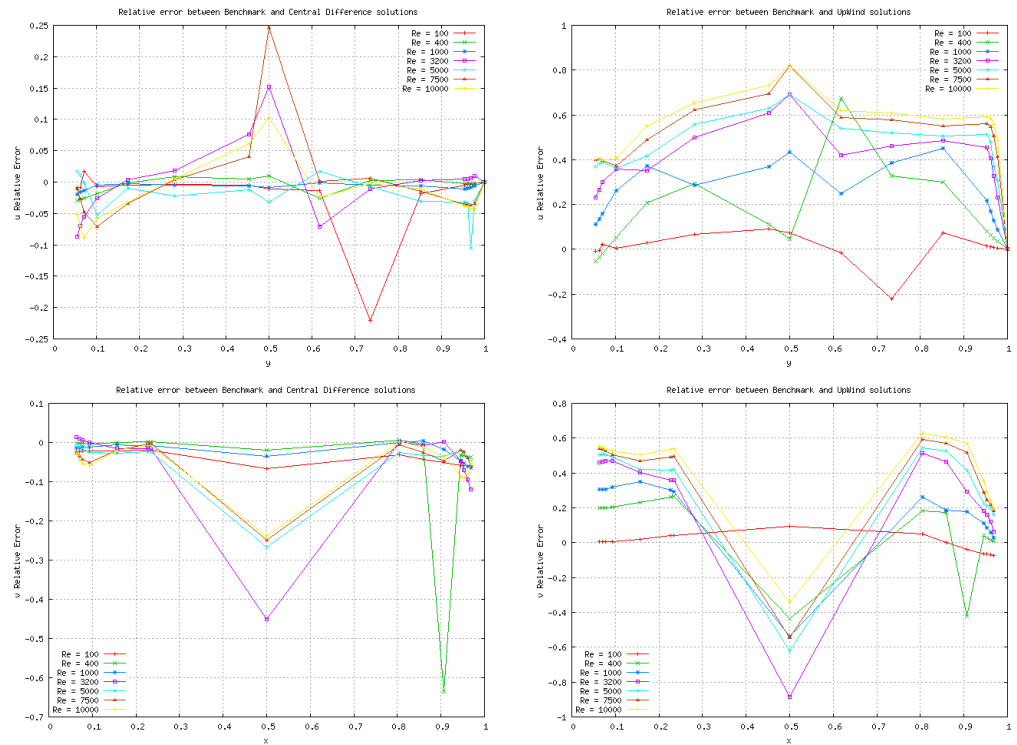 Relative error between Benchmark and Central Difference solutions
0.25
0.2
0.15
0.1
0.05
0
-0.05
-0.1
-0.15
-0.2
-0.25
u Relative Error
0 0.1 0.2 0.3 0.4 0.5 0.6 0.7 0.8 0.9 1
y
Re = 100
Re = 400
Re = 1000
Re = 3200
Re = 5000
Re = 7500
Re = 10000
Relative error between Benchmark and UpWind solutions
1
0.8
0.6
0.4
0.2
0
-0.2
-0.4
u Relative Error
0 0.1 0.2 0.3 0.4 0.5 0.6 0.7 0.8 0.9 1
y
Re = 100
Re = 400
Re = 1000
Re = 3200
Re = 5000
Re = 7500
Re = 10000
Relative error between Benchmark and Central Difference solutions
0.1
0
-0.1
-0.2
-0.3
-0.4
-0.5
-0.6
-0.7
v Relative Error
Re = 100
Re = 400
Re = 1000
Re = 3200
Re = 5000
Re = 7500
Re = 10000
0 0.1 0.2 0.3 0.4 0.5 0.6 0.7 0.8 0.9 1
x
Relative error between Benchmark and UpWind solutions
0.8
0.6
0.4
0.2
0
-0.2
-0.4
-0.6
-0.8
-1
v Relative Error
Re = 100
Re = 400
Re = 1000
Re = 3200
Re = 5000
Re = 7500
Re = 10000
0 0.1 0.2 0.3 0.4 0.5 0.6 0.7 0.8 0.9 1
x